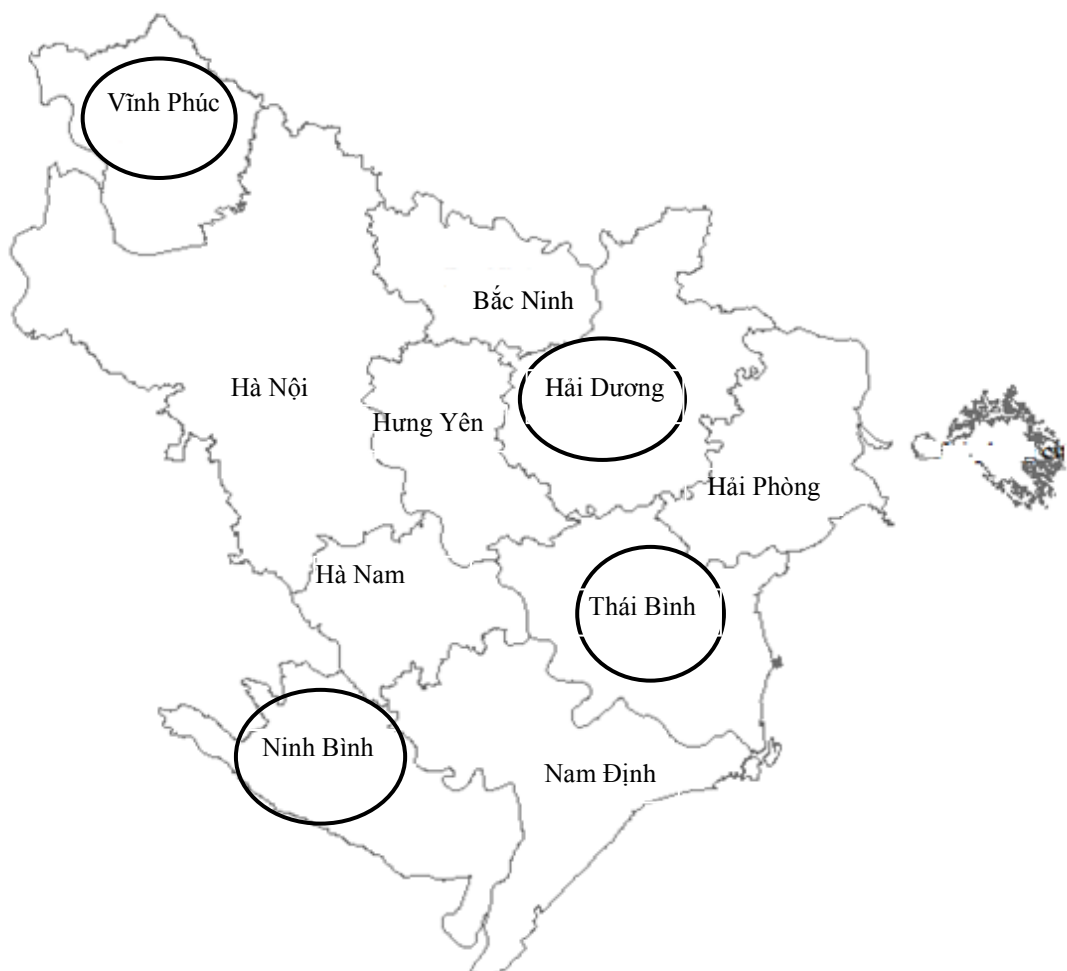 Vĩnh Phúc
Bắc Ninh
Hà Nội
Hải Dương
Hưng Yên
Hải Phòng
Hà Nam
Thái Bình
Ninh Bình
Nam Định